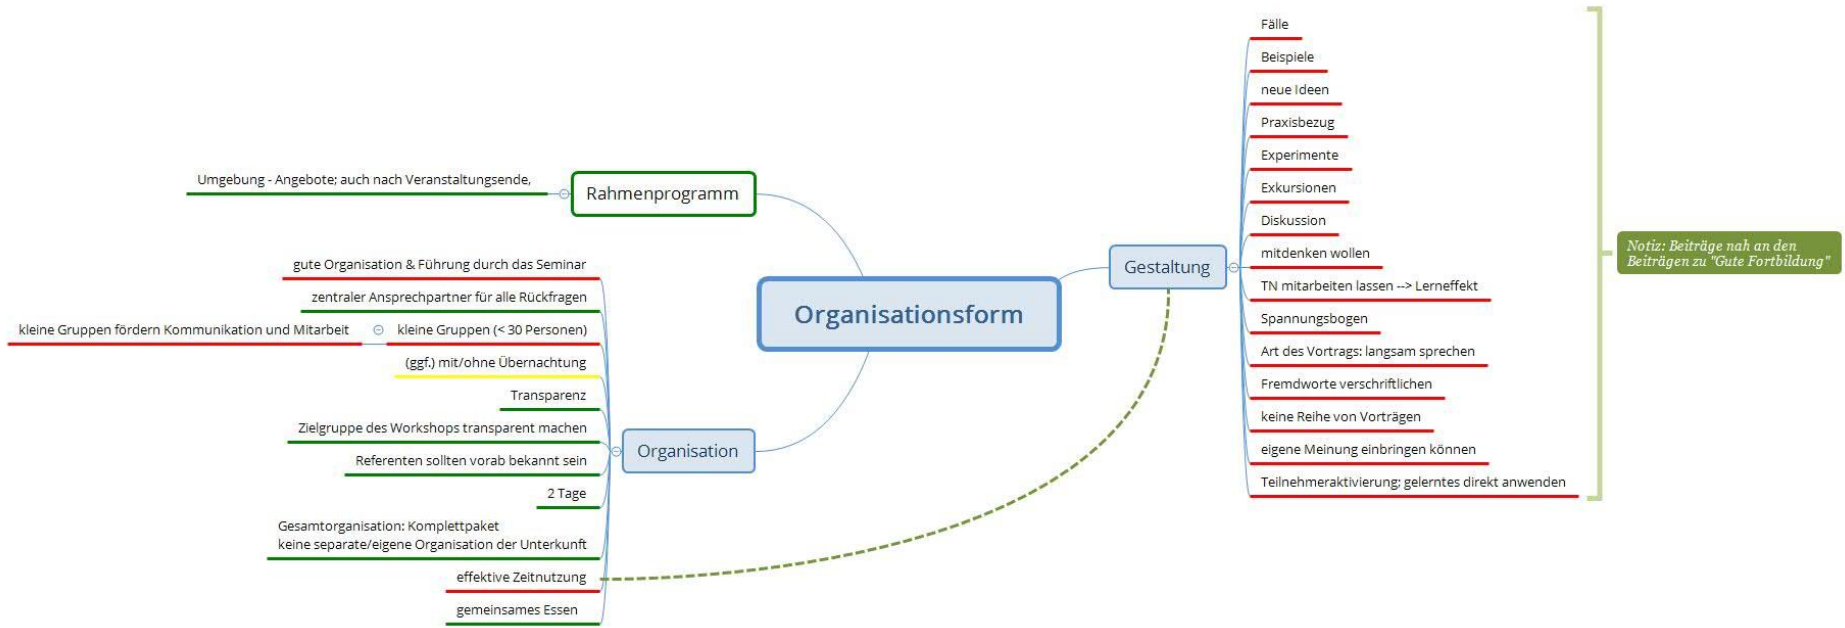 Organisationsform
Rahmenprogramm
Umgebung - Angebote; auch nach Veranstaltungsende,
Organisation
gute Organisation & Führung durch das Seminar
zentraler Ansprechpartner für alle Rückfragen
kleine Gruppen (< 30 Personen)
kleine Gruppen fördern Kommunikation und Mitarbeit
(ggf.) mit/ohne Übernachtung
Transparenz
Zielgruppe des Workshops transparent machen
Referenten sollten vorab bekannt sein
2 Tage
Gesamtorganisation: Komplettpaket
keine separate/eigene Organisation der Unterkunft
effektive Zeitnutzung
gemeinsames Essen
Gestaltung
Fälle
Beispiele
neue Ideen
Praxisbezug
Experimente
Exkursionen
Diskussion
mitdenken wollen
TN mitarbeiten lassen --> Lerneffekt
Spannungsbogen
Art des Vortrags: langsam sprechen
Fremdworte verschriftlichen
keine Reihe von Vorträgen
eigene Meinung einbringen können
Teilnehmeraktivierung; gelerntes direkt anwenden
Notiz: Beiträge nah an den
Beiträgen zu "Gute Fortbildung"